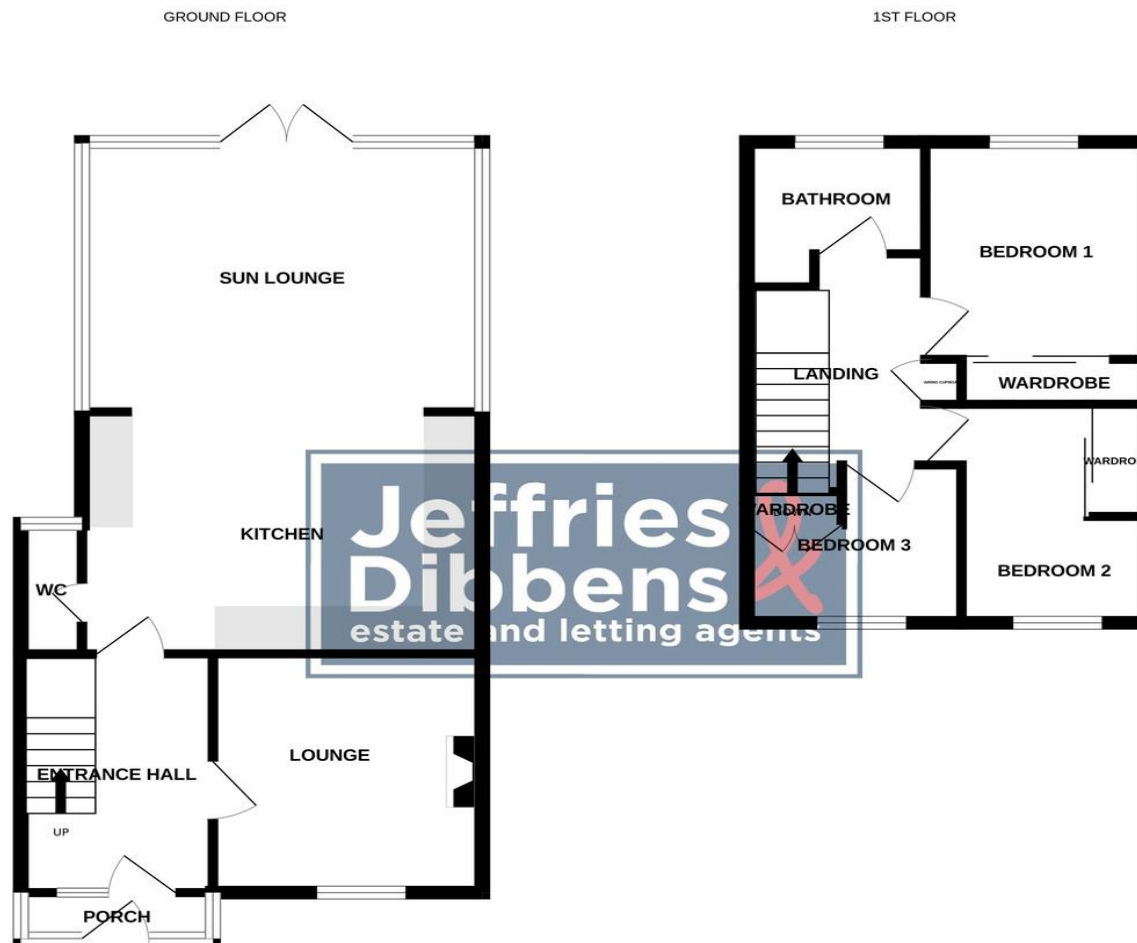 GROUND FLOOR
1ST FLOOR
SUN LOUNGE
KITCHEN
WC
ENTRANCE HALL
UP
LOUNGE
PORCH
BATHROOM
BEDROOM 1
LANDING
WARDROBE
WARDRO
WARDROBE
DOWN
BEDROOM 3
BEDROOM 2
Jeffries &
Dibbens
estate and letting agents